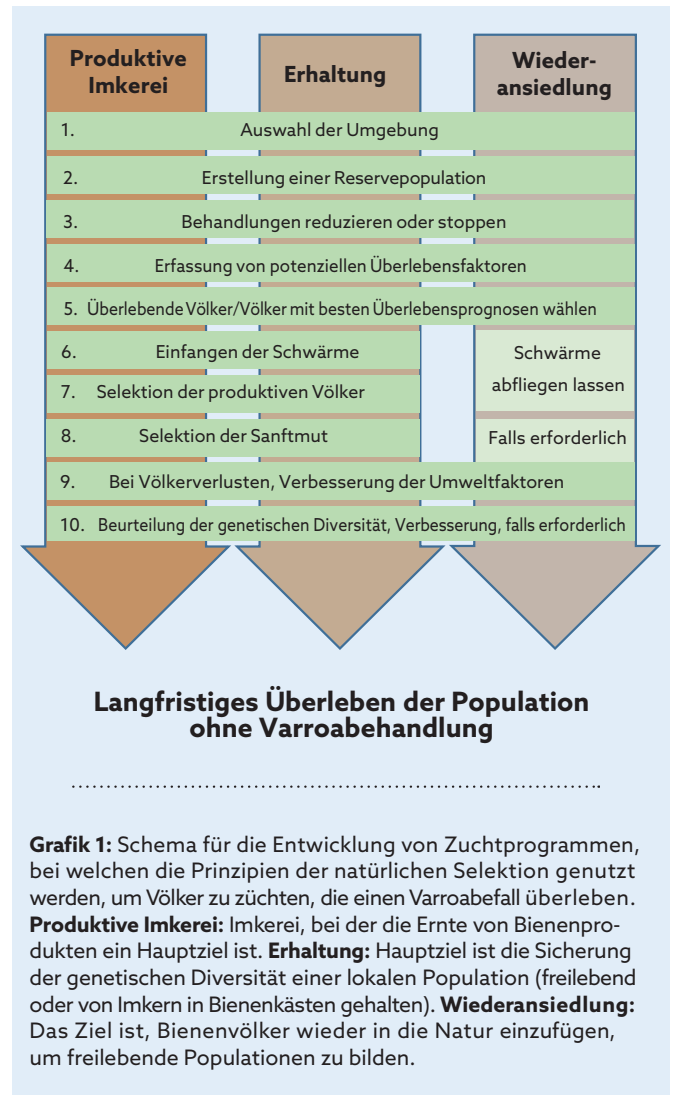 Produktive
Imkerei
Erhaltung
Wieder-
ansiedlung
1. Auswahl der Umgebung
2. Erstellung einer Reservepopulation
3. Behandlungen reduzieren oder stoppen
4. Erfassung von potenziellen Überlebensfaktoren
5. Überlebende Völker/Völker mit besten Überlebensprognosen wählen
6. Einfangen der Schwärme
Schwärme
abfliegen lassen
7. Selektion der produktiven Völker
8. Selektion der Sanftmut
Falls erforderlich
9. Bei Völkerverlusten, Verbesserung der Umweltfaktoren
10. Beurteilung der genetischen Diversität, Verbesserung, falls erforderlich
Langfristiges Überleben der Population
ohne Varroabehandlung
Grafik 1: Schema für die Entwicklung von Zuchtprogrammen,
bei welchen die Prinzipien der natürlichen Selektion genutzt
werden, um Völker zu züchten, die einen Varroabefall überleben.
Produktive Imkerei: Imkerei, bei der die Ernte von Bienenpro-
dukten ein Hauptziel ist. Erhaltung: Hauptziel ist die Sicherung
der genetischen Diversität einer lokalen Population (freilebend
oder von Imkern in Bienenkästen gehalten). Wiederansiedlung:
Das Ziel ist, Bienenvölker wieder in die Natur einzufügen,
um freilebende Populationen zu bilden.